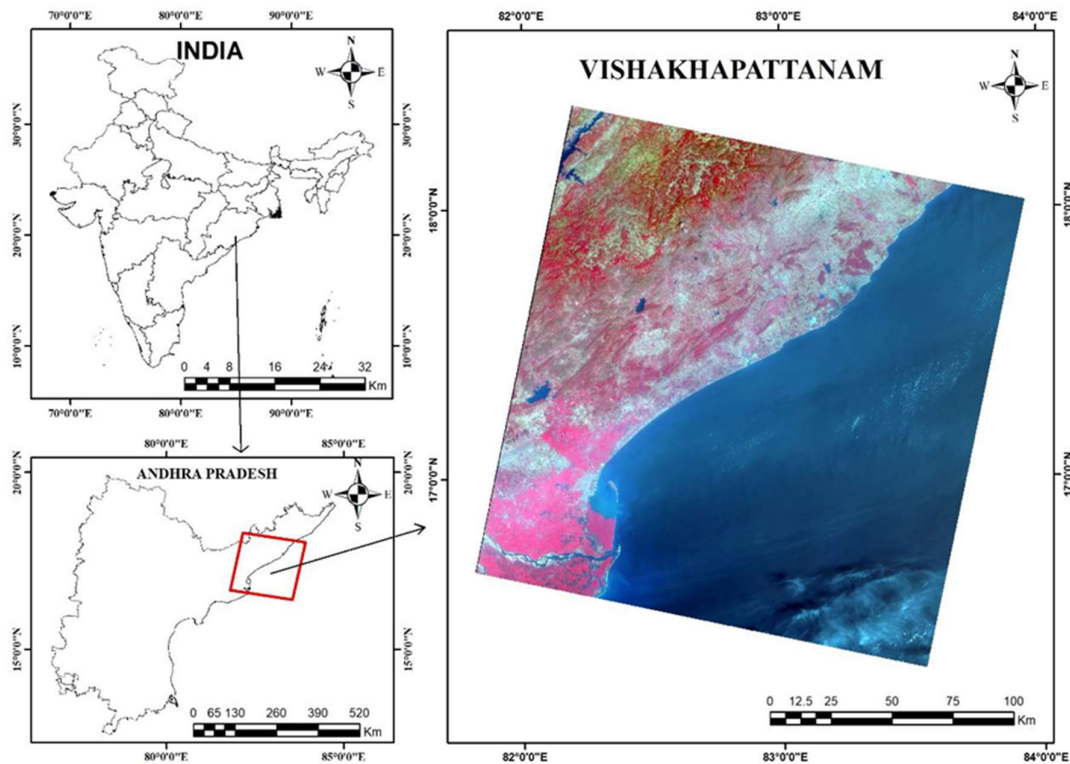 70°0'0"E 80°0'0"E 90°0'0"E
INDIA
N
W E
S
30°0'0"N
20°0'0"N
10°0'0"N
30°0'0"N
20°0'0"N
10°0'0"N
0 4 8 16 24 32
Km
70°0'0"E 80°0'0"E 90°0'0"E
80°0'0"E 85°0'0"E
ANDHRA PRADESH
N
W E
S
20°0'0"N
15°0'0"N
20°0'0"N
15°0'0"N
0 65 130 260 390 520
Km
80°0'0"E 85°0'0"E
82°0'0"E 83°0'0"E 84°0'0"E
VISHAKHAPATTANAM
N
W E
S
18°0'0"N
17°0'0"N
18°0'0"N
17°0'0"N
0 12.5 25 50 75 100
Km
82°0'0"E 83°0'0"E 84°0'0"E